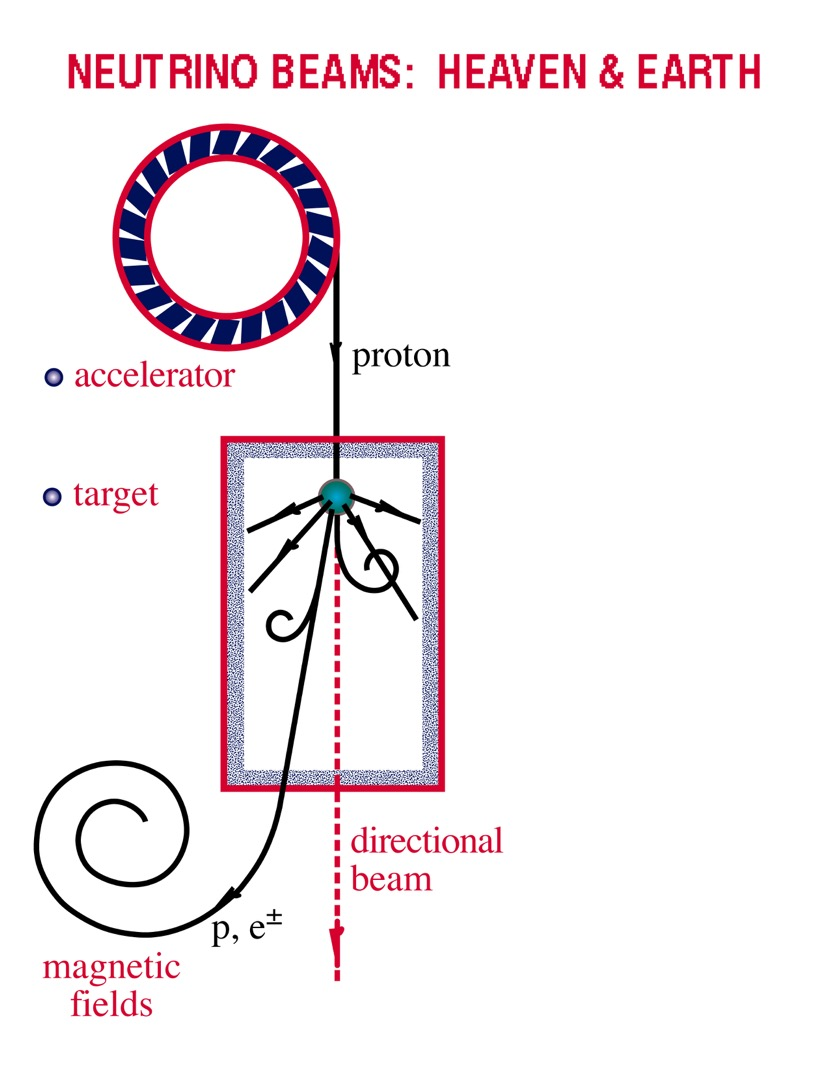 NEUTRINO BEAMS: HEAVEN & EARTH
proton
accelerator
target
directional
beam
p, e±
magnetic
fields